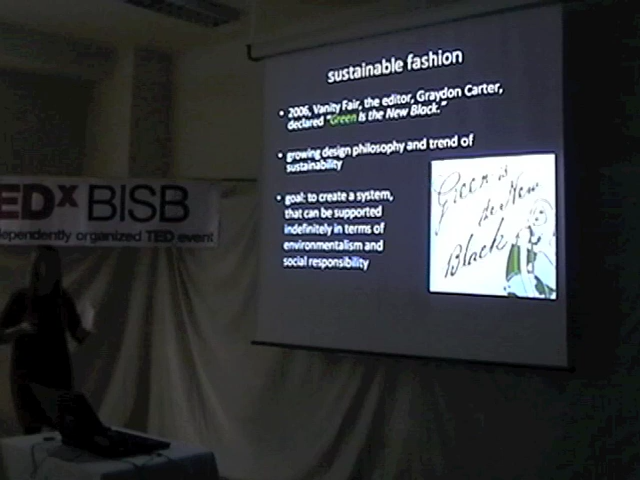 sustainable fashion
• 2006, Vanity Fair, the editor, Graydon Carter,
declared "Green Is the New Black."
• growing design philosophy and trend of
sustainability
• goal: to create a system,
that can be supported
indefinitely in terms of
environmentalism and
social responsibility
Green is
the New
Black
EDx BISB
dependently organized TED event